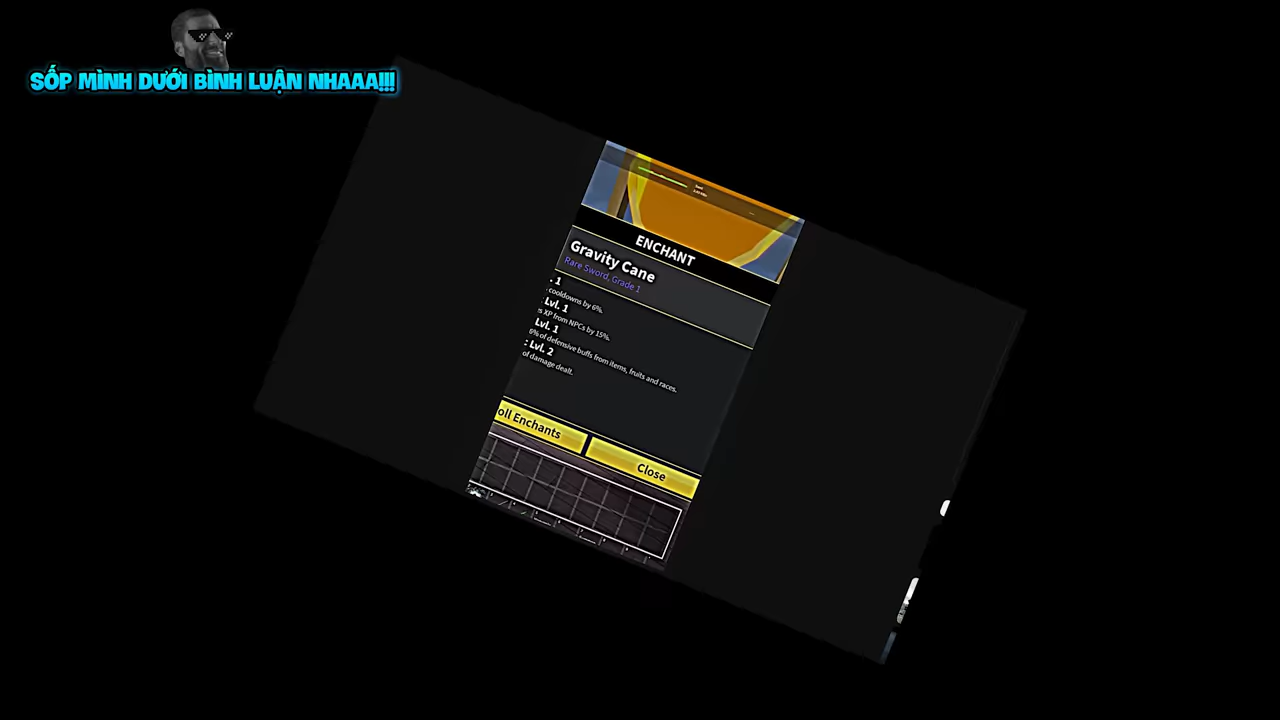 SỐP MÌNH DƯỚI BÌNH LUẬN NHAAA!!!
ENCHANT
Gravity Cane
Rare Sword, Grade 1
. 1
cooldowns by 6%.
: Lvl. 1
s XP from NPCs by 15%.
Lvl. 1
6% of defensive buffs from items, fruits and races.
: Lvl. 2
of damage dealt.
oll Enchants
Close